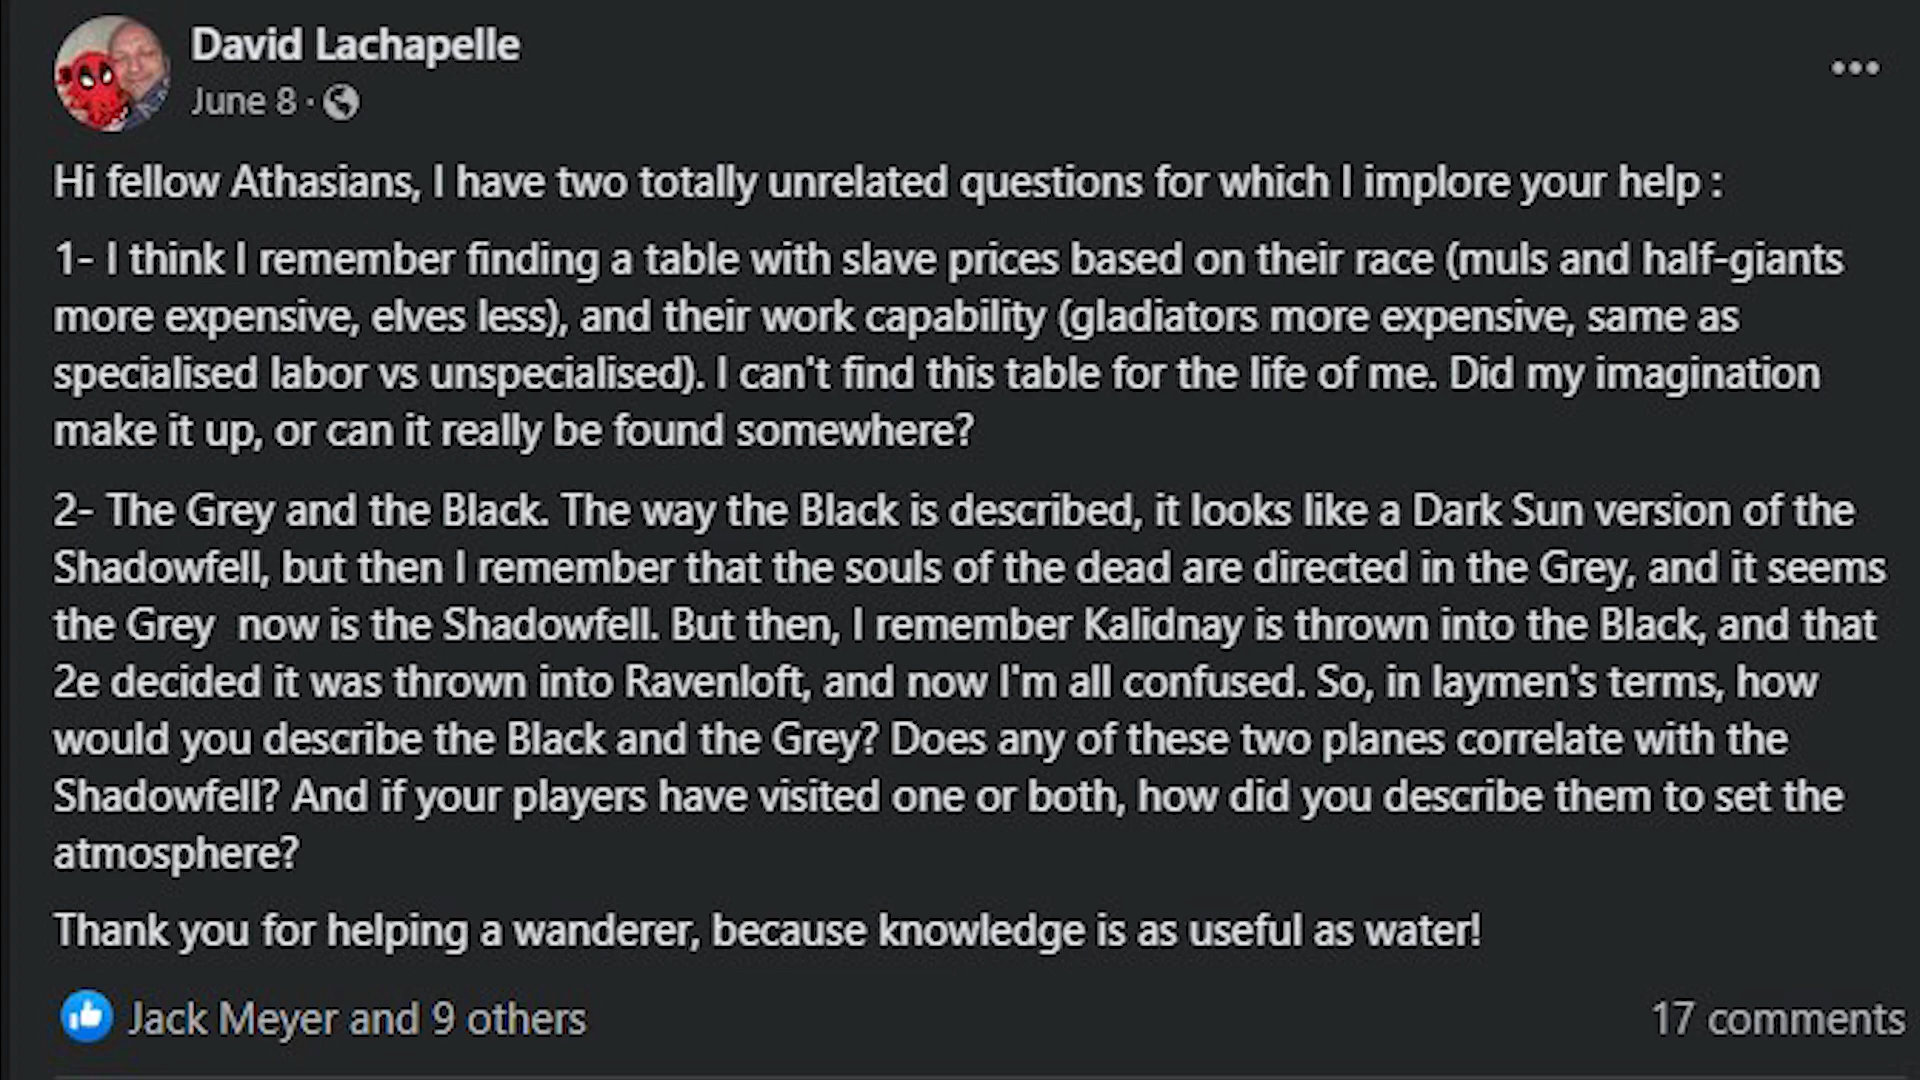 David Lachapelle
June 8 ·
Hi fellow Athasians, I have two totally unrelated questions for which I implore your help :
1- I think I remember finding a table with slave prices based on their race (muls and half-giants
more expensive, elves less), and their work capability (gladiators more expensive, same as
specialised labor vs unspecialised). I can't find this table for the life of me. Did my imagination
make it up, or can it really be found somewhere?
2- The Grey and the Black. The way the Black is described, it looks like a Dark Sun version of the
Shadowfell, but then I remember that the souls of the dead are directed in the Grey, and it seems
the Grey  now is the Shadowfell. But then, I remember Kalidnay is thrown into the Black, and that
2e decided it was thrown into Ravenloft, and now I'm all confused. So, in laymen's terms, how
would you describe the Black and the Grey? Does any of these two planes correlate with the
Shadowfell? And if your players have visited one or both, how did you describe them to set the
atmosphere?
Thank you for helping a wanderer, because knowledge is as useful as water!
Jack Meyer and 9 others
17 comments